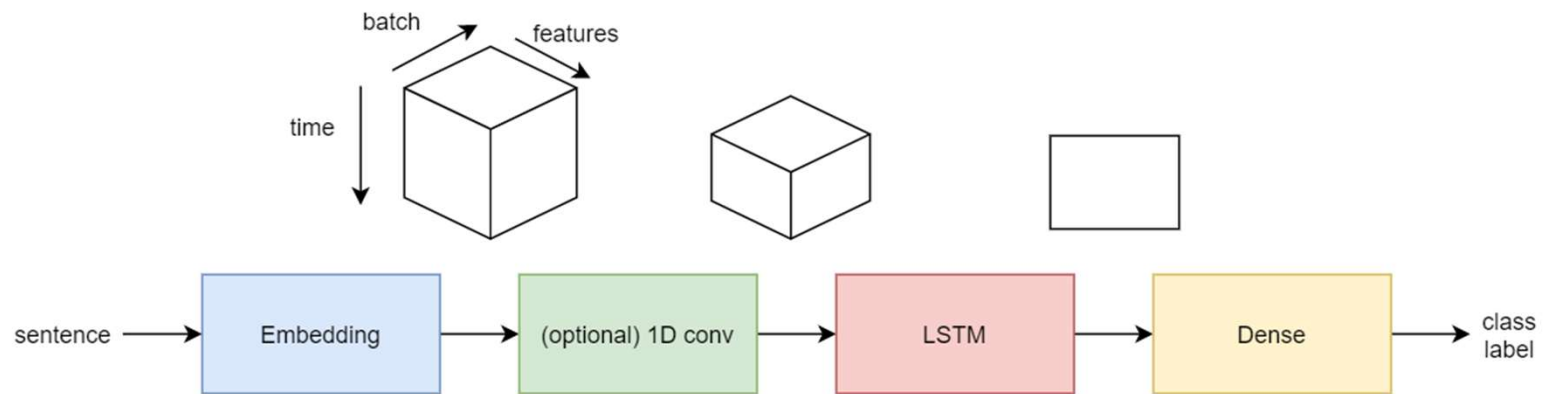 batch
features
time
sentence
Embedding
(optional) 1D conv
LSTM
Dense
class
label